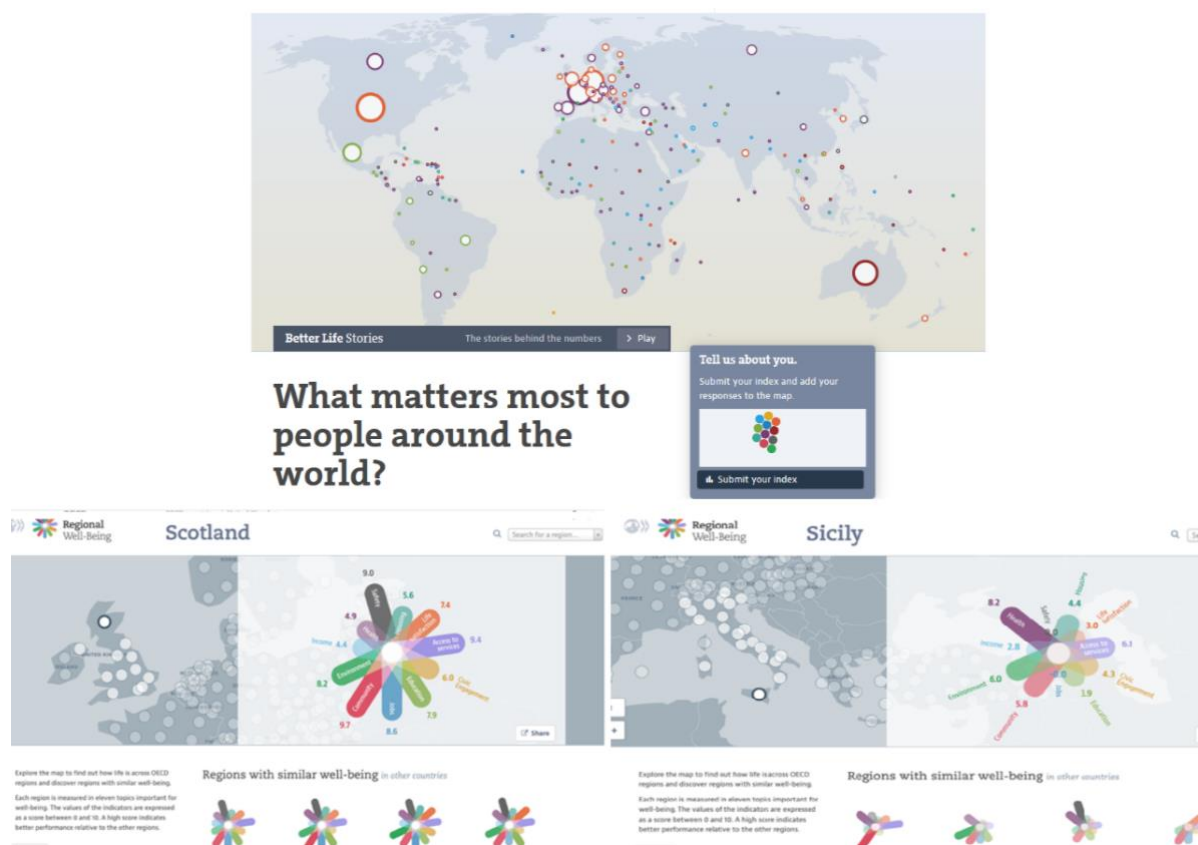 Better Life Stories
The stories behind the numbers
> Play
Tell us about you.
Submit your index and add your
responses to the map.
Submit your index
What matters most to
people around the
world?
Regional
Well-Being
Scotland
Search for a region...
9.0
Safety
5.6
7.4
Life
satisfaction
4.9
Health
Income 4.4
Access to
services
9.4
Environment
8.2
6.0 Civic
Engagement
Community
9.7
Jobs
8.6
Education
7.9
Share
Explore the map to find out how life is across OECD
regions and discover regions with similar well-being.
Each region is measured in eleven topics important for
well-being. The values of the indicators are expressed
as a score between 0 and 10. A high score indicates
better performance relative to the other regions.
Regions with similar well-being in other countries
Regional
Well-Being
Sicily
8.2
Health
Safety
Housing
4.4
Life
satisfaction
3.0
Income 2.8
Access to
services
6.1
Environment
6.0
4.3 Civic
Engagement
Community
5.8
Jobs
1.9
Education
Explore the map to find out how life is across OECD
regions and discover regions with similar well-being.
Each region is measured in eleven topics important for
well-being. The values of the indicators are expressed
as a score between 0 and 10. A high score indicates
better performance relative to the other regions.
Regions with similar well-being in other countries